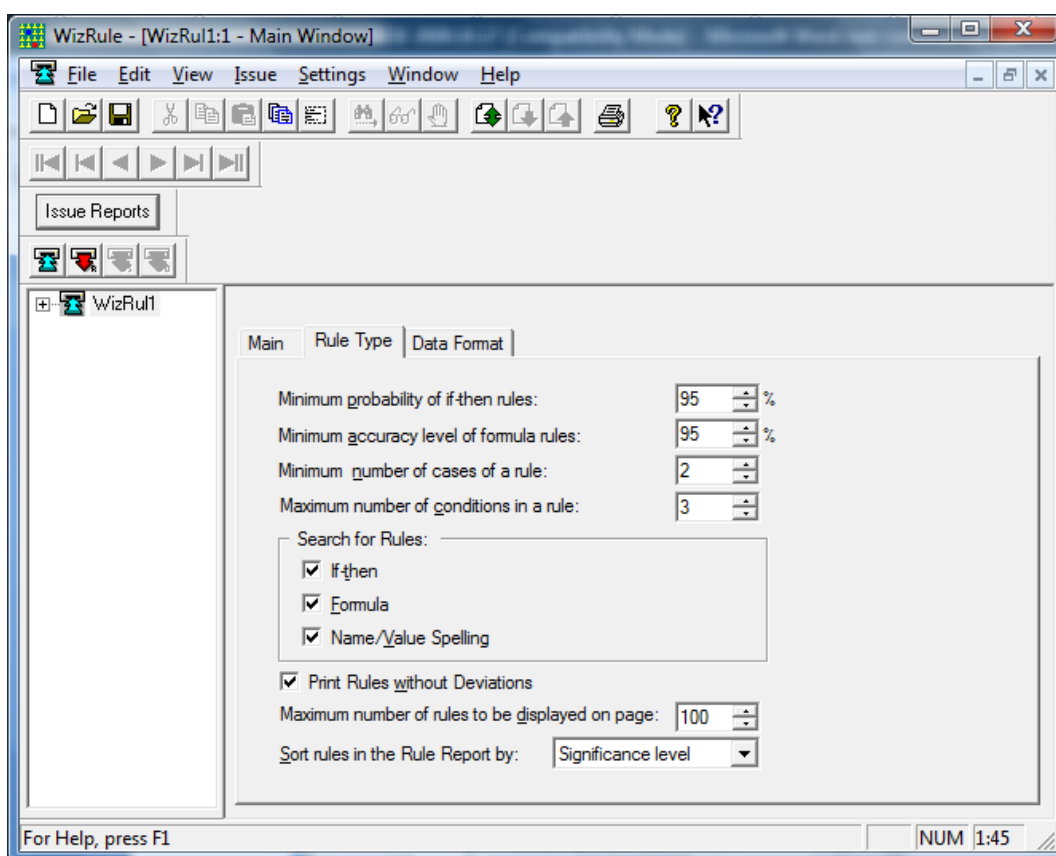 WizRule - [WizRul1:1 - Main Window]
File Edit View Issue Settings Window Help
Issue Reports
WizRul1
Main Rule Type Data Format
Minimum probability of if-then rules: 95 %
Minimum accuracy level of formula rules: 95 %
Minimum number of cases of a rule: 2
Maximum number of conditions in a rule: 3
Search for Rules:
If-then
Formula
Name/Value Spelling
Print Rules without Deviations
Maximum number of rules to be displayed on page: 100
Sort rules in the Rule Report by: Significance level
For Help, press F1 NUM 1:45